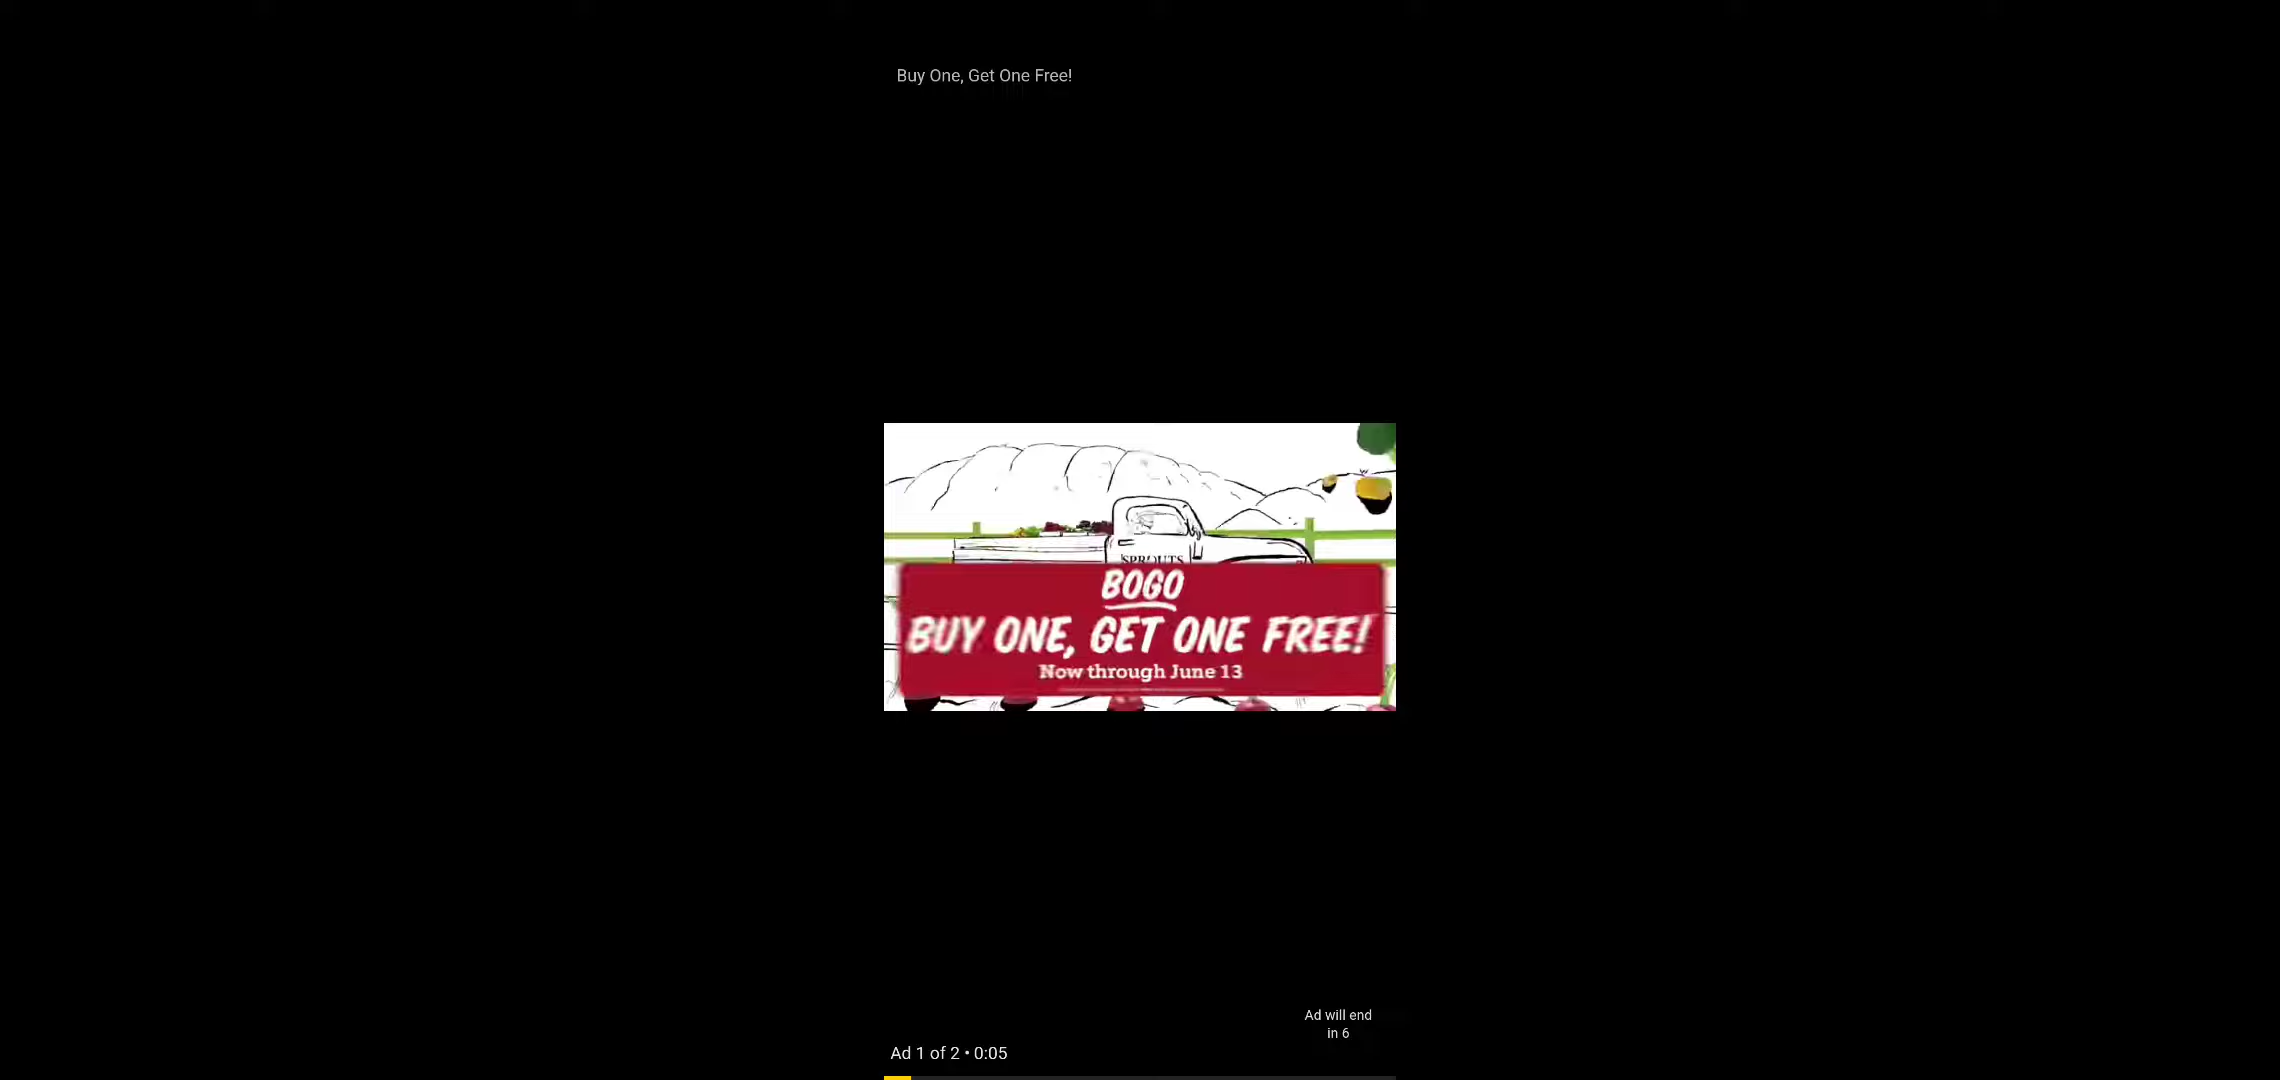 Buy One, Get One Free!
SPROUTS
BOGO
BUY ONE, GET ONE FREE!
Now through June 13
Ad will end
in 6
Ad 1 of 2 • 0:05